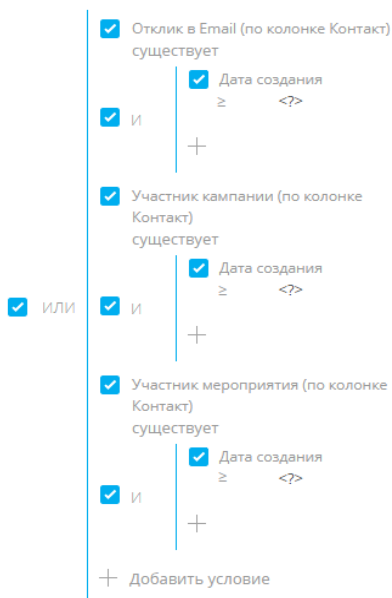 Отклик в Email (по колонке Контакт)
существует
Дата создания
≥ <?>
И
Участник кампании (по колонке
Контакт)
существует
Дата создания
≥ <?>
ИЛИ
И
Участник мероприятия (по колонке
Контакт)
существует
Дата создания
≥ <?>
И
Добавить условие